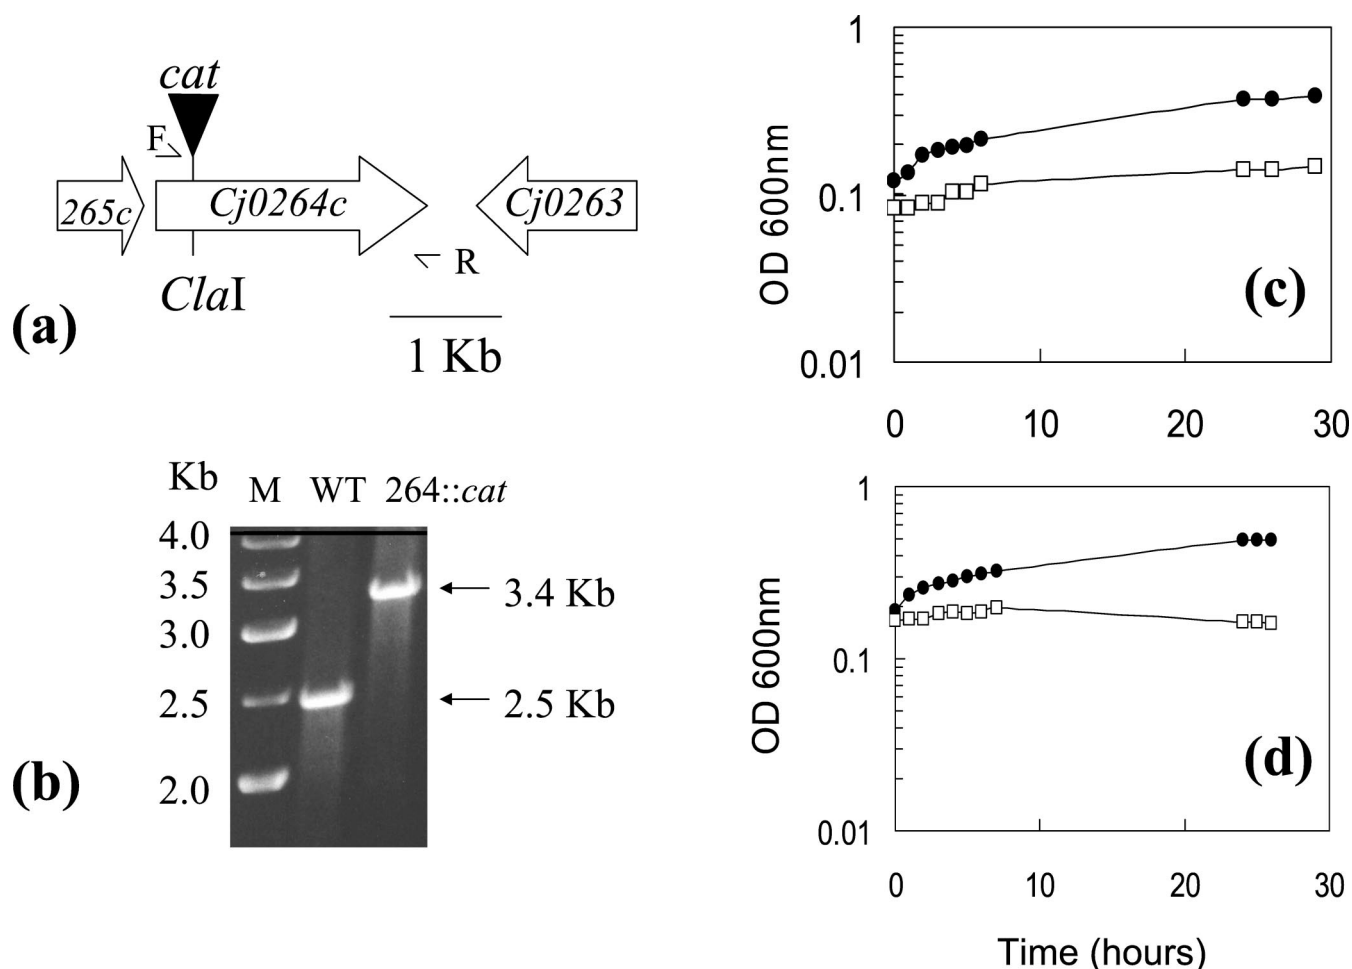 cat
F
265c
Cj0264c
Cj0263
R
ClaI
1 Kb
(a)
Kb
M WT 264::cat
4.0
3.5
3.4 Kb
3.0
2.5
2.5 Kb
2.0
(b)
1
OD 600nm
0.1
(c)
0.01
0 10 20 30
1
OD 600nm
0.1
(d)
0.01
0 10 20 30
Time (hours)